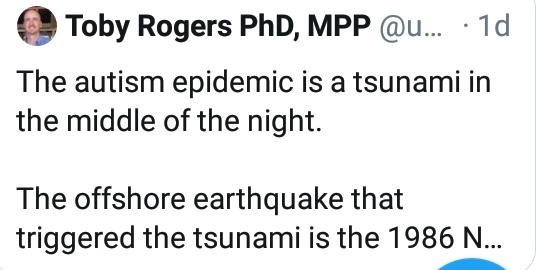 Toby Rogers PhD, MPP @u... · 1d
The autism epidemic is a tsunami in
the middle of the night.
The offshore earthquake that
triggered the tsunami is the 1986 N...